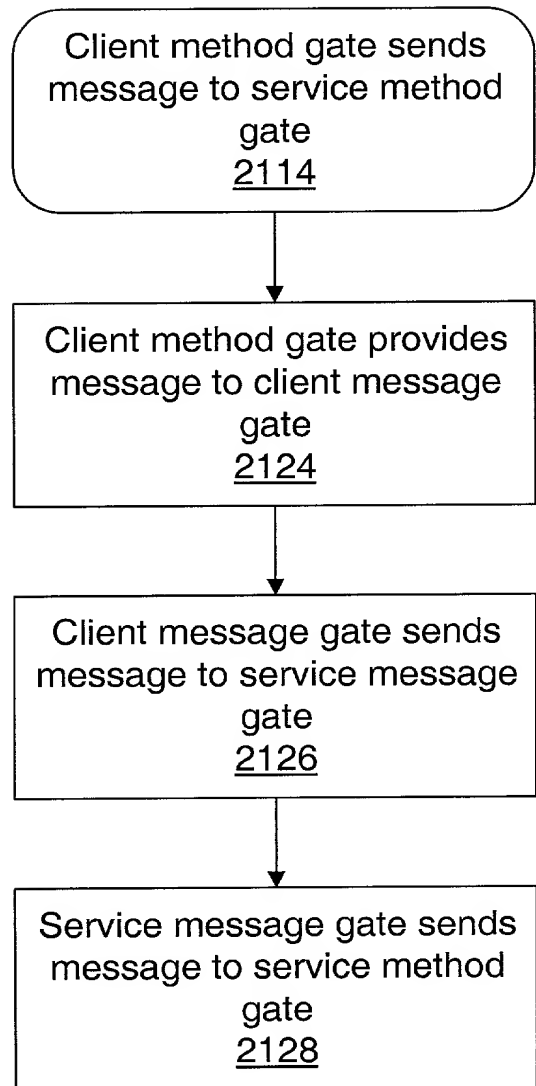 Client method gate sends
message to service method
gate
2114
Client method gate provides
message to client message
gate
2124
Client message gate sends
message to service message
gate
2126
Service message gate sends
message to service method
gate
2128